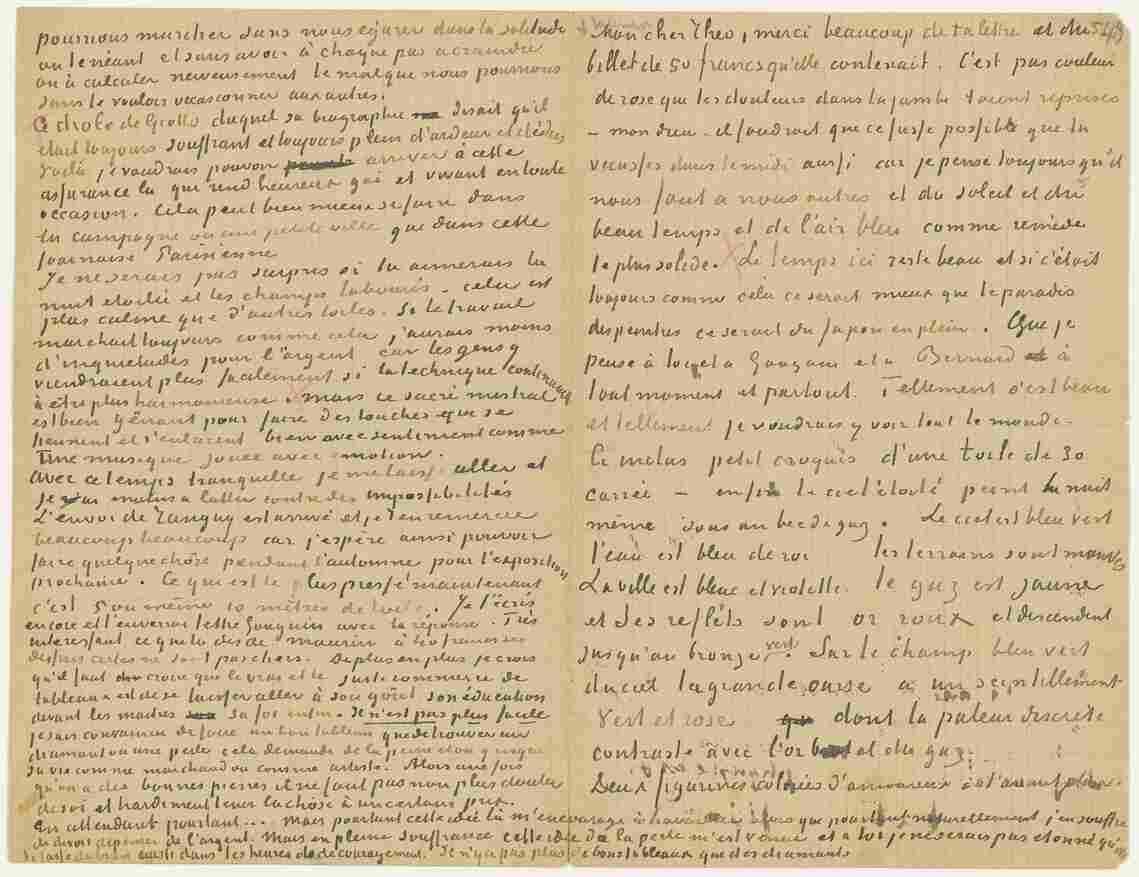 Mon cher Theo, merci beaucoup de ta lettre et du
billet de 50 francs qu'elle contenait. C'est pas couleur
de rose que les douleurs dans la jambe t'aient reprises
– mon dieu – il faudrait que ce fusse possible que tu
vecusses dans le midi aussi car je pense toujours qu'il
nous faut a nous autres et du soleil et du
beau temps et de l'air bleu comme remède
le plus solide. Le temps ici reste beau et si c'était
toujours comme cela ce serait mieux que le paradis
des peintres ce serait du Japon en plein. Que je
pense à toi et a Gauguin et a Bernard à
tout moment et partout. Tellement c'est beau
et tellement je voudrais y voir tout le monde.
Ci inclus petit croquis d'une toile de 30
carrée – enfin le ciel étoilé peint la nuit
même sous un bec de gaz. Le ciel est bleu vert
l'eau est bleu de roi les terrains sont mauves
La ville est bleue et violette. le gaz est jaune
et des reflets sont or roux et descendent
jusqu'au bronze vert. Sur le champ bleu vert
du ciel la grande ourse a un scintillement
vert et rose dont la paleur discrète
contraste avec l'or brutal du gaz.
Deux figurines coloriées d'amoureux à l'avant plan.
pourrions marcher sans nous égarer dans la solitude
ou le néant et sans avoir à chaque pas a craindre
ou à calculer nerveusement le mal que nous pourrions
sans le vouloir occasionner aux autres.
Ce drole de Giotto duquel sa biographie disait qu'il
était toujours souffrant et toujours plein d'ardeur et d'idées
Voilà je voudrais pouvoir arriver à cette
assurance là qui rend heureux gai et vivant en toute
occasion. Cela peut bien mieux se faire dans
la campagne ou une petite ville que dans cette
fournaise Parisienne
Je ne serais pas surpris si tu aimerais la
nuit etoilée et les champs labourés – cela est
plus calme que d'autres toiles. Si le travail
marchait toujours comme cela j'aurais moins
d'inquietudes pour l'argent car les gens y
viendraient plus facilement si la technique continuait
à être plus harmonieuse. Mais ce sacré mistral
est bien gênant pour faire des touches que se
tiennent et s'enlacent bien avec sentiment comme
une musique jouée avec emotion.
Avec ce temps tranquille je me laisse aller et
je ai moins a lutter contre des impossibilités
L'envoi de Tanguy est arrivé et je t'en remercie
beaucoup beaucoup car j'espère ainsi pouvoir
faire quelque chôse pendant l'automne pour l'exposition
prochaine. Ce qui est le plus pressé maintenant
c'est 5 ou même 10 mètres de toile. Je t'écris
encore et t'enverrai lettre Gauguin avec la réponse. Très
intéressant ce que tu dis de Maurin à 40 francs ses
dessins certes ne sont pas chers. De plus en plus je crois
qu'il faut croire que le vrai et le juste commerce de
tableaux est de se laisser aller à son goût son éducation
devant les maitres sa foi enfin. Il n'est pas plus facile
je suis convaincu de faire un bon tableau que de trouver un
diamant ou une perle cela demande de la peine et on y risque
sa vie comme marchand ou comme artiste. Alors une fois
qu'on a des bonnes pierres il ne faut pas non plus douter
de soi et hardiment tenir la chôse à un certain prix.
En attendant pourtant.... mais pourtant cette idée là m'encourage à travailler alors que pourtant naturellement j'en souffre
de devoir depenser de l'argent. Mais en pleine souffrance cette idée de la perle m'est venue et a toi je ne serais pas étonné qu'elle
te fasse du bien aussi dans les heures de decouragement. Il n'y a pas plus de bons tableaux que des diamants